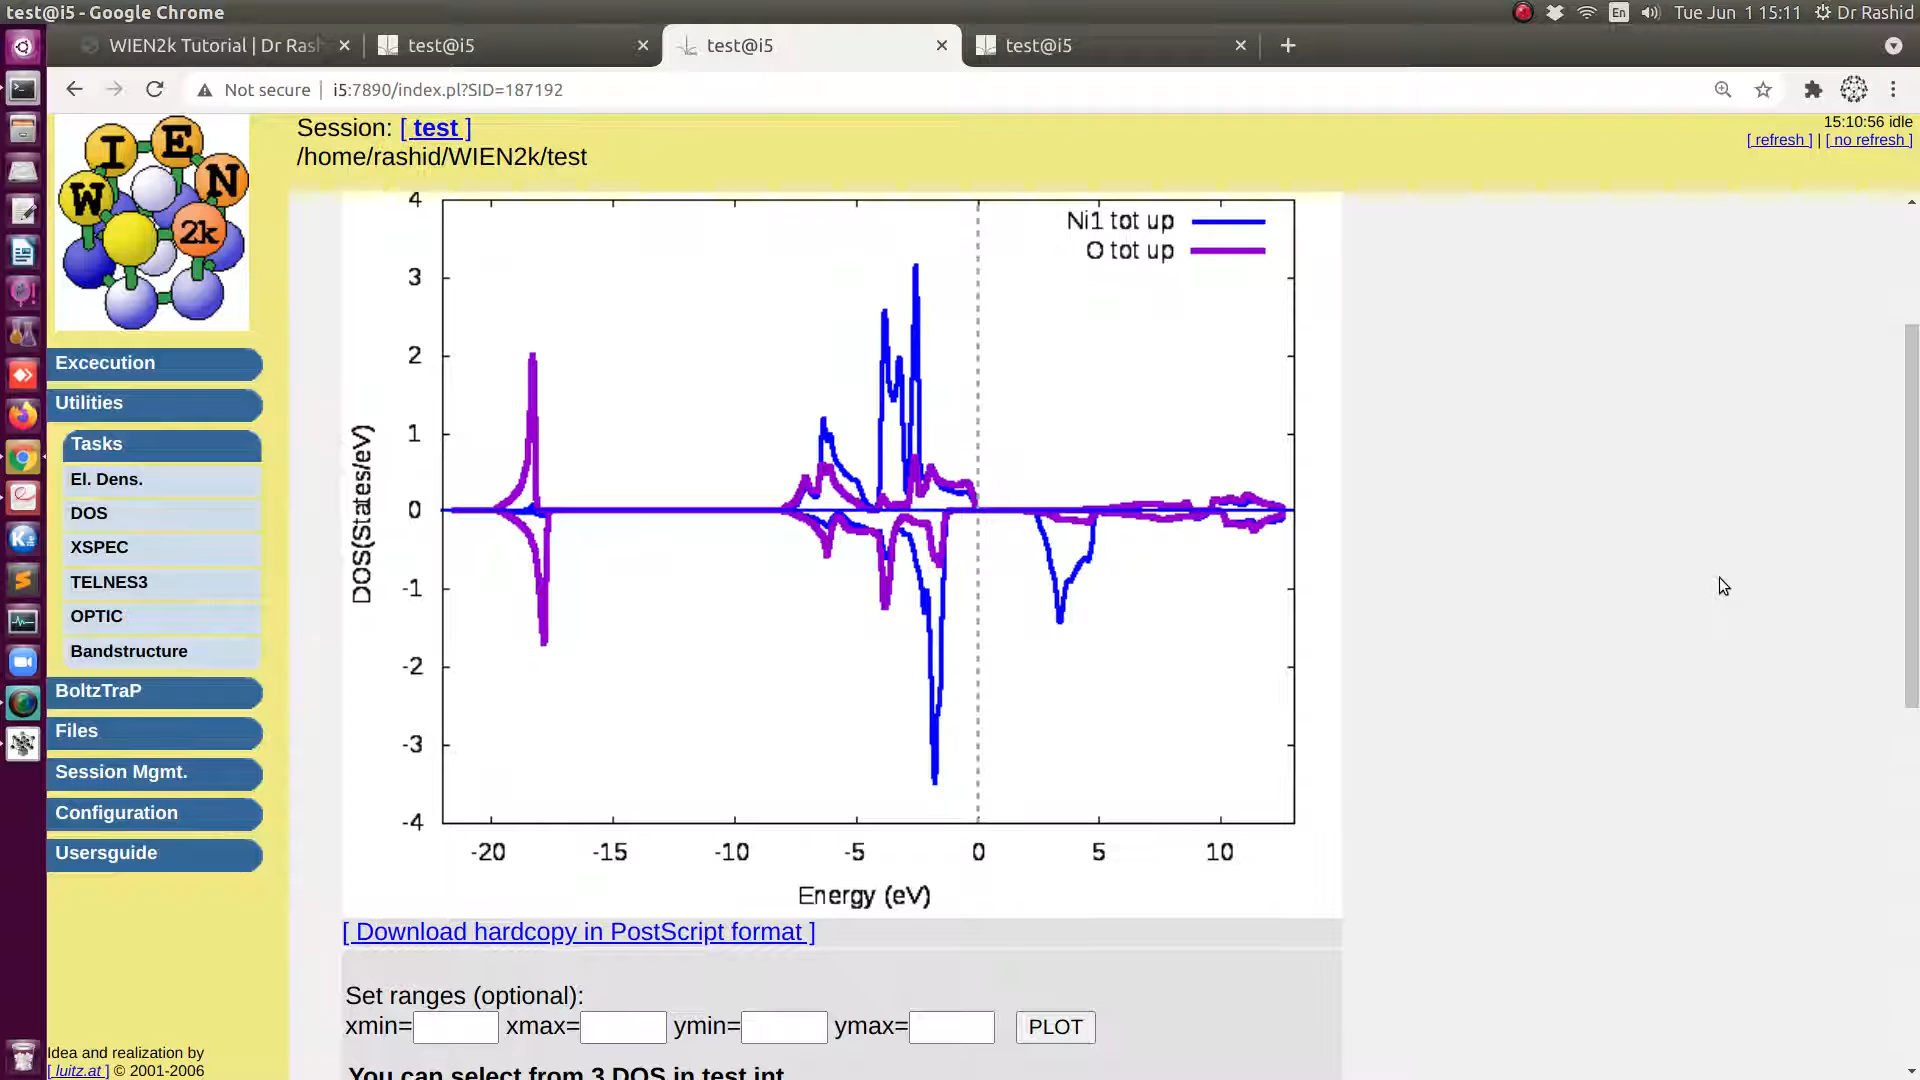 test@i5 - Google Chrome
En
Tue Jun 1 15:11
Dr Rashid
WIEN2k Tutorial | Dr Rash
test@i5
test@i5
test@i5
Not secure
i5:7890/index.pl?SID=187192
W I E N 2k
Session: [ test ]
/home/rashid/WIEN2k/test
15:10:56 idle
[ refresh ] | [ no refresh ]
Excecution
Utilities
Tasks
El. Dens.
DOS
XSPEC
TELNES3
OPTIC
Bandstructure
BoltzTraP
Files
Session Mgmt.
Configuration
Usersguide
Idea and realization by
[ luitz.at ] © 2001-2006
Ni1 tot up
O tot up
4
3
2
1
0
-1
-2
-3
-4
DOS(States/eV)
-20 -15 -10 -5 0 5 10
Energy (eV)
[ Download hardcopy in PostScript format ]
Set ranges (optional):
xmin= xmax= ymin= ymax= PLOT
You can select from 3 DOS in test.int